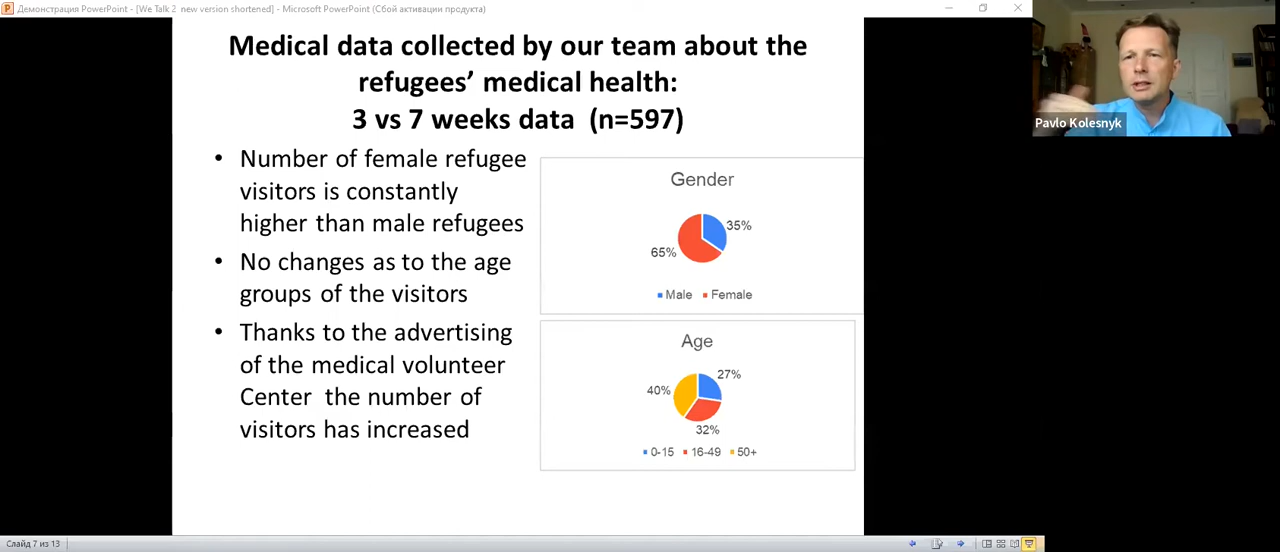 Демонстрация PowerPoint - [We Talk 2 new version shortened] - Microsoft PowerPoint (Сбой активации продукта)
Medical data collected by our team about the
refugees’ medical health:
3 vs 7 weeks data (n=597)
Pavlo Kolesnyk
• Number of female refugee
visitors is constantly
higher than male refugees
• No changes as to the age
groups of the visitors
• Thanks to the advertising
of the medical volunteer
Center the number of
visitors has increased
Gender
35%
65%
Male Female
Age
27%
40%
32%
0-15 16-49 50+
Слайд 7 из 13